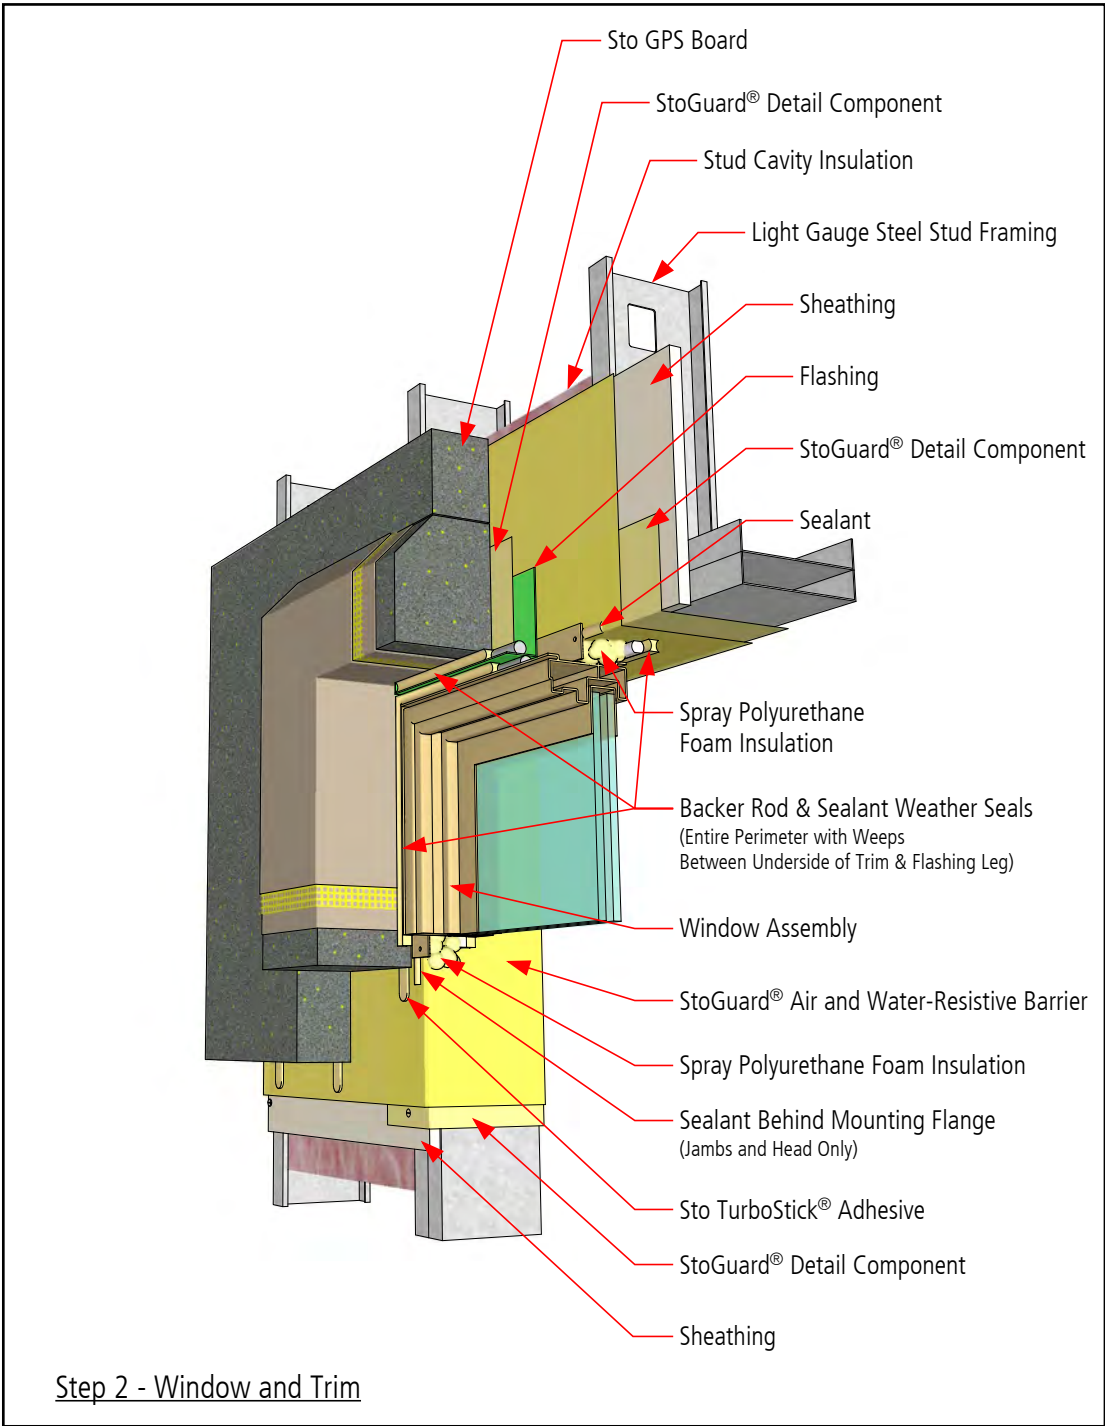 Sto GPS Board
StoGuard® Detail Component
Stud Cavity Insulation
Light Gauge Steel Stud Framing
Sheathing
Flashing
StoGuard® Detail Component
Sealant
Spray Polyurethane
Foam Insulation
Backer Rod & Sealant Weather Seals
(Entire Perimeter with Weeps
Between Underside of Trim & Flashing Leg)
Window Assembly
StoGuard® Air and Water-Resistive Barrier
Spray Polyurethane Foam Insulation
Sealant Behind Mounting Flange
(Jambs and Head Only)
Sto TurboStick® Adhesive
StoGuard® Detail Component
Sheathing
Step 2 - Window and Trim